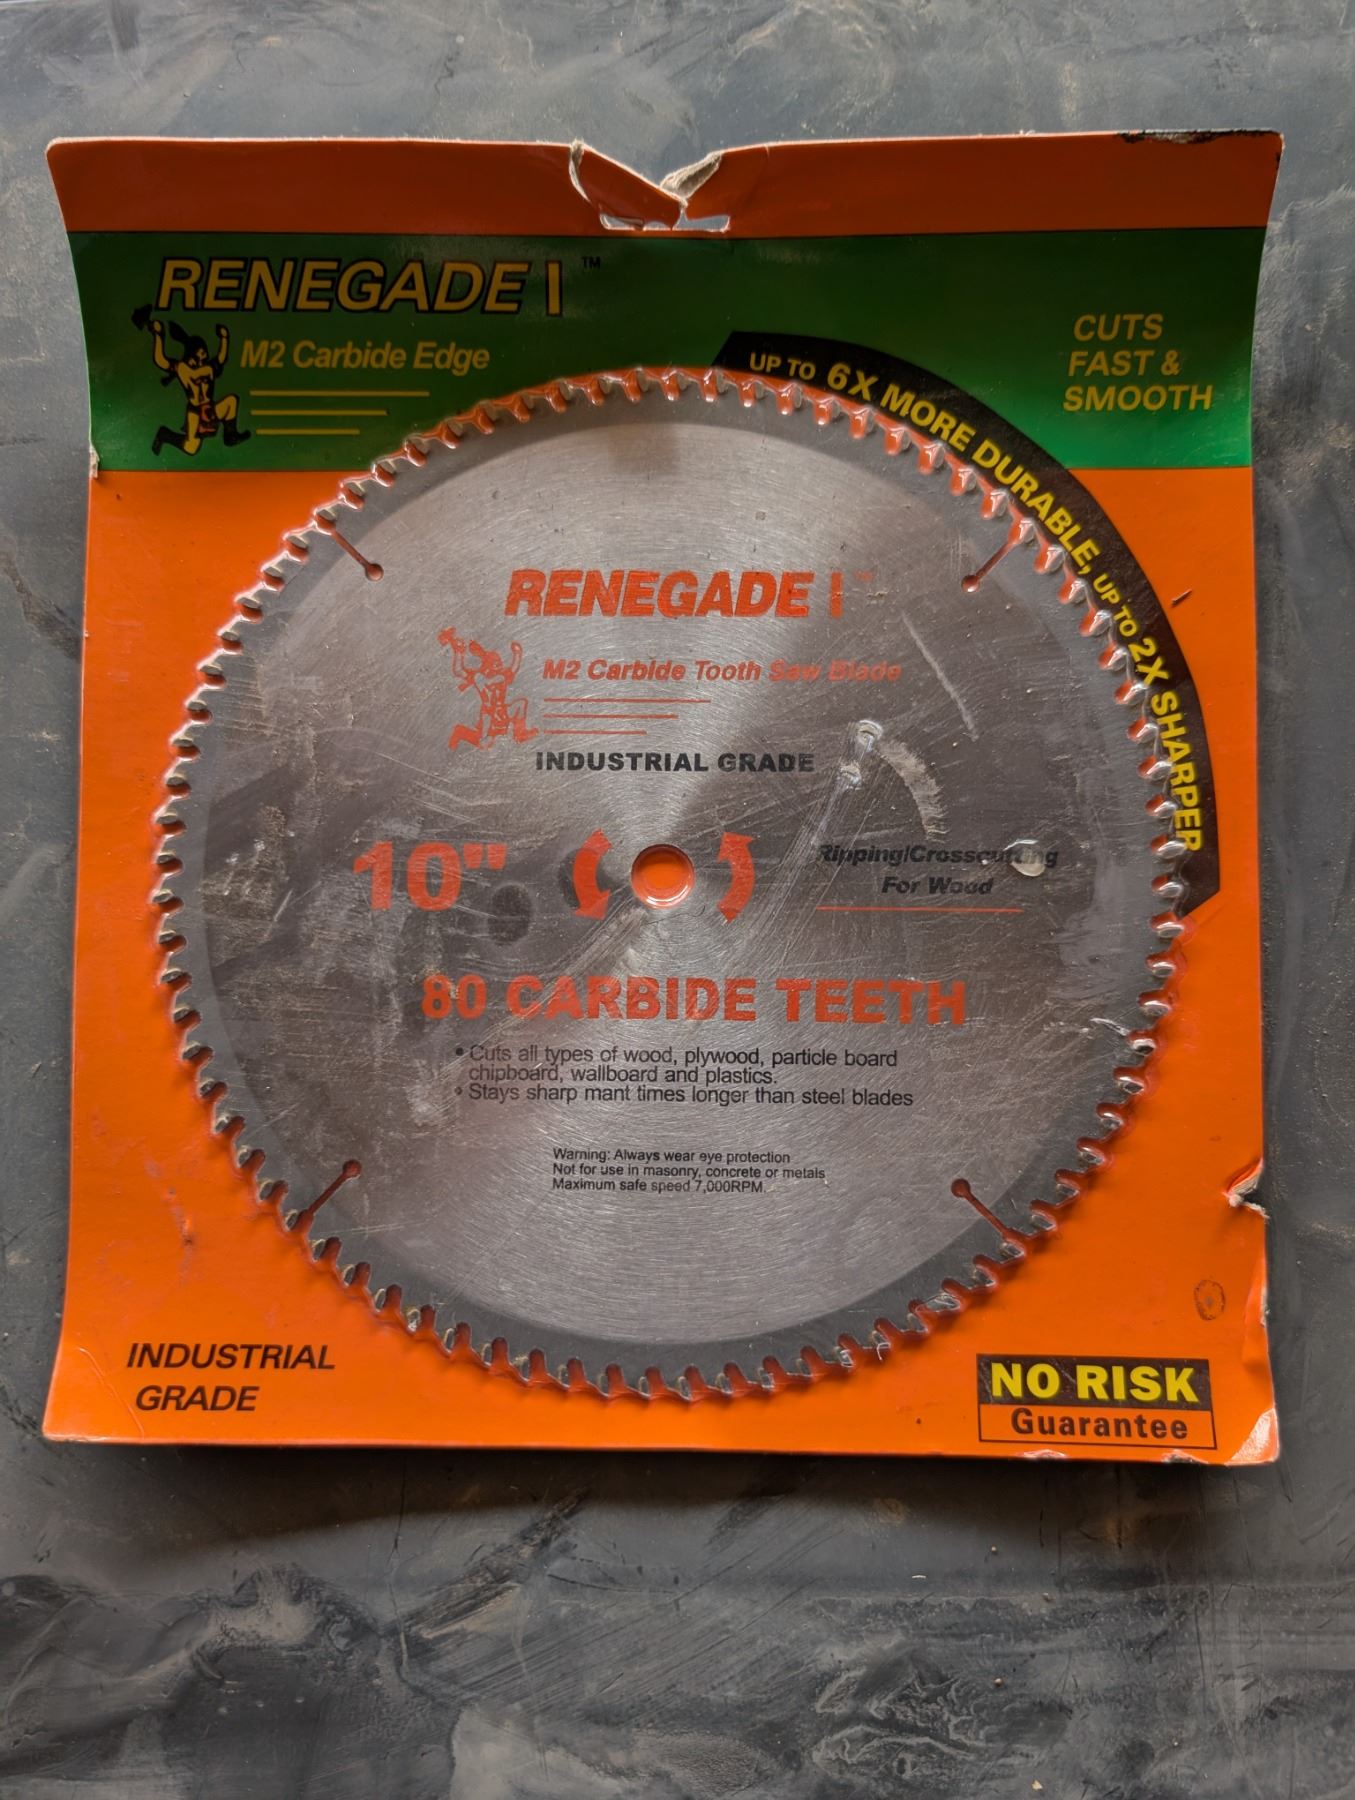 RENEGADE I™
M2 Carbide Edge
CUTS
FAST &
SMOOTH
UP TO 6X MORE DURABLE, UP TO 2X SHARPER
RENEGADE I™
M2 Carbide Tooth Saw Blade
INDUSTRIAL GRADE
10"
Ripping/Crosscutting
For Wood
80 CARBIDE TEETH
• Cuts all types of wood, plywood, particle board
chipboard, wallboard and plastics.
• Stays sharp mant times longer than steel blades
Warning: Always wear eye protection
Not for use in masonry, concrete or metals
Maximum safe speed 7,000RPM.
INDUSTRIAL
GRADE
NO RISK
Guarantee